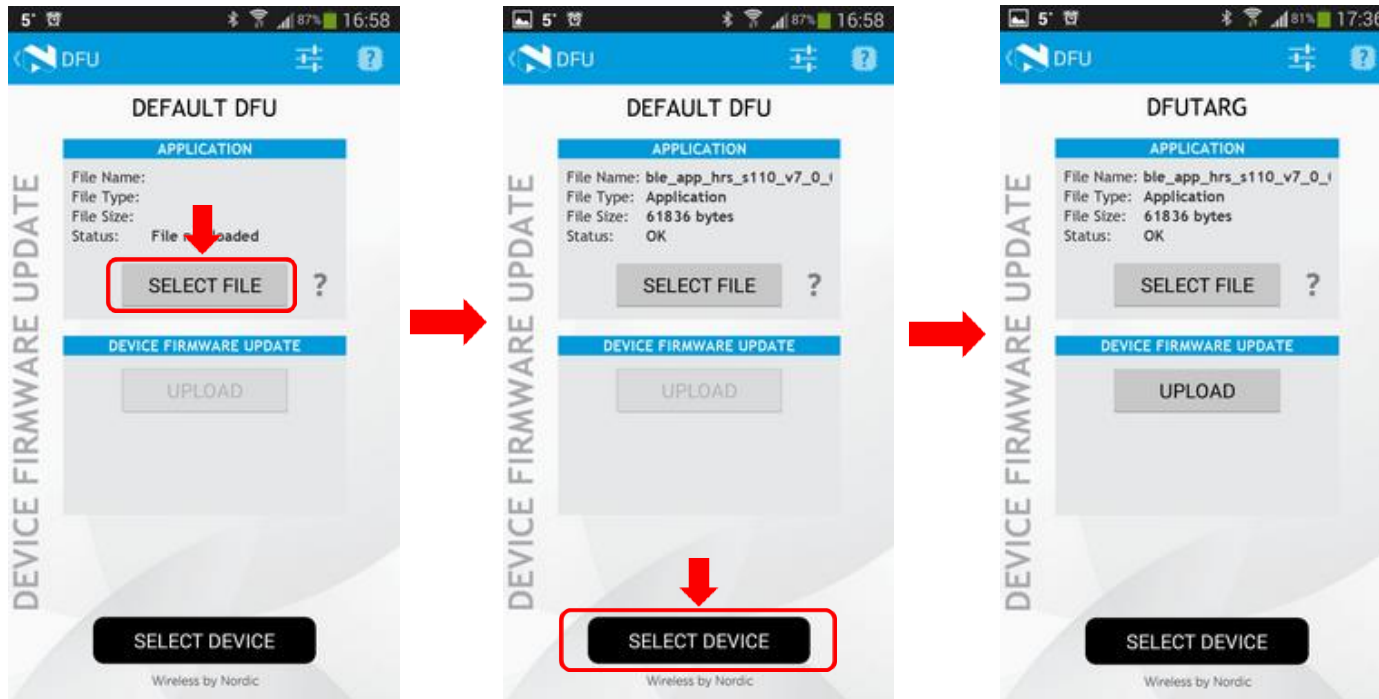 5°
87%
16:58
DFU
?
DEFAULT DFU
APPLICATION
File Name:
File Type:
File Size:
Status: File loaded
SELECT FILE
?
DEVICE FIRMWARE UPDATE
UPLOAD
DEVICE FIRMWARE UPDATE
SELECT DEVICE
Wireless by Nordic
5°
87%
16:58
DFU
?
DEFAULT DFU
APPLICATION
File Name: ble_app_hrs_s110_v7_0_
File Type: Application
File Size: 61836 bytes
Status: OK
SELECT FILE
?
DEVICE FIRMWARE UPDATE
UPLOAD
DEVICE FIRMWARE UPDATE
SELECT DEVICE
Wireless by Nordic
5°
81%
17:36
DFU
?
DFUTARG
APPLICATION
File Name: ble_app_hrs_s110_v7_0_
File Type: Application
File Size: 61836 bytes
Status: OK
SELECT FILE
?
DEVICE FIRMWARE UPDATE
UPLOAD
DEVICE FIRMWARE UPDATE
SELECT DEVICE
Wireless by Nordic